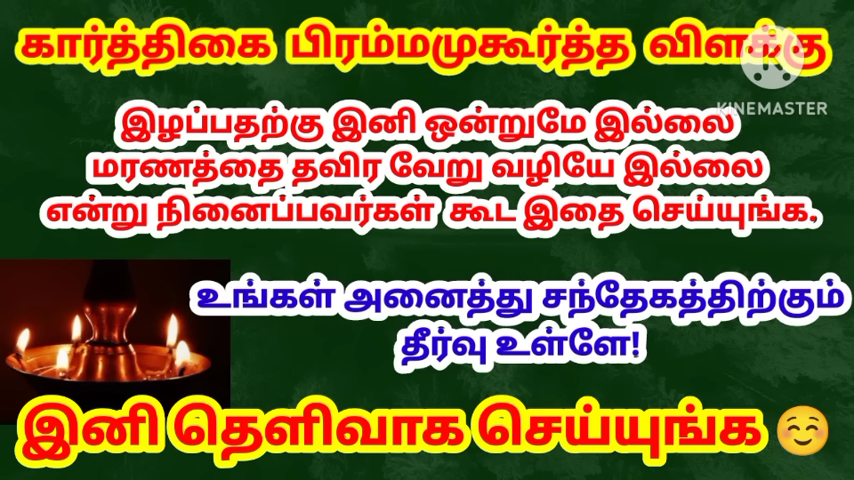 கார்த்திகை பிரம்மமுகூர்த்த விளக்கு
KINEMASTER
இழப்பதற்கு இனி ஒன்றுமே இல்லை
மரணத்தை தவிர வேறு வழியே இல்லை
என்று நினைப்பவர்கள் கூட இதை செய்யுங்க,
உங்கள் அனைத்து சந்தேகத்திற்கும்
தீர்வு உள்ளே!
இனி தெளிவாக செய்யுங்க ☺️